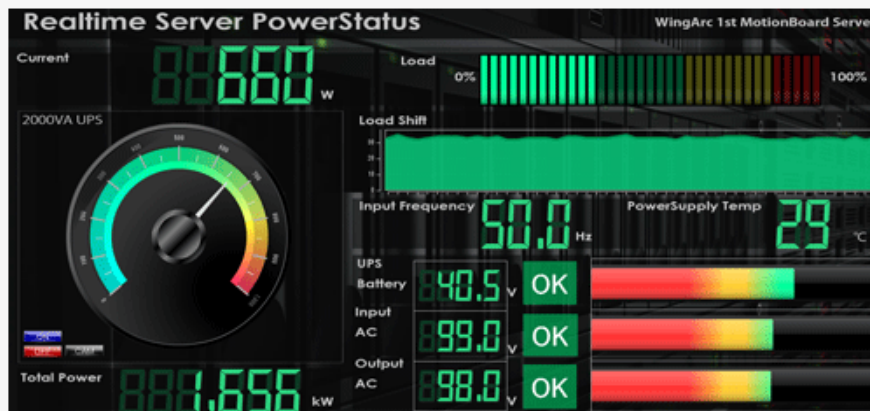 Realtime Server PowerStatus
WingArc 1st MotionBoard Serve
Current
660 W
Load
0%
100%
2000VA UPS
Load Shift
Input Frequency
50.0 Hz
PowerSupply Temp
29 ℃
UPS
Battery
40.5 V
OK
Input
AC
99.0 V
OK
Output
AC
98.0 V
OK
Total Power
1.656 kW